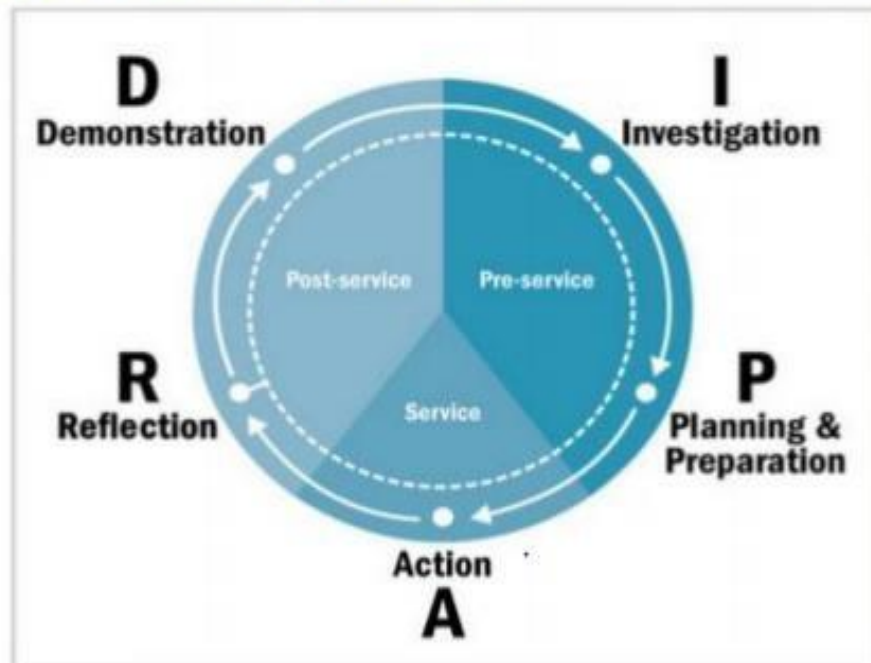 D
Demonstration
I
Investigation
Post-service
Pre-service
R
Reflection
Service
P
Planning &
Preparation
Action
A